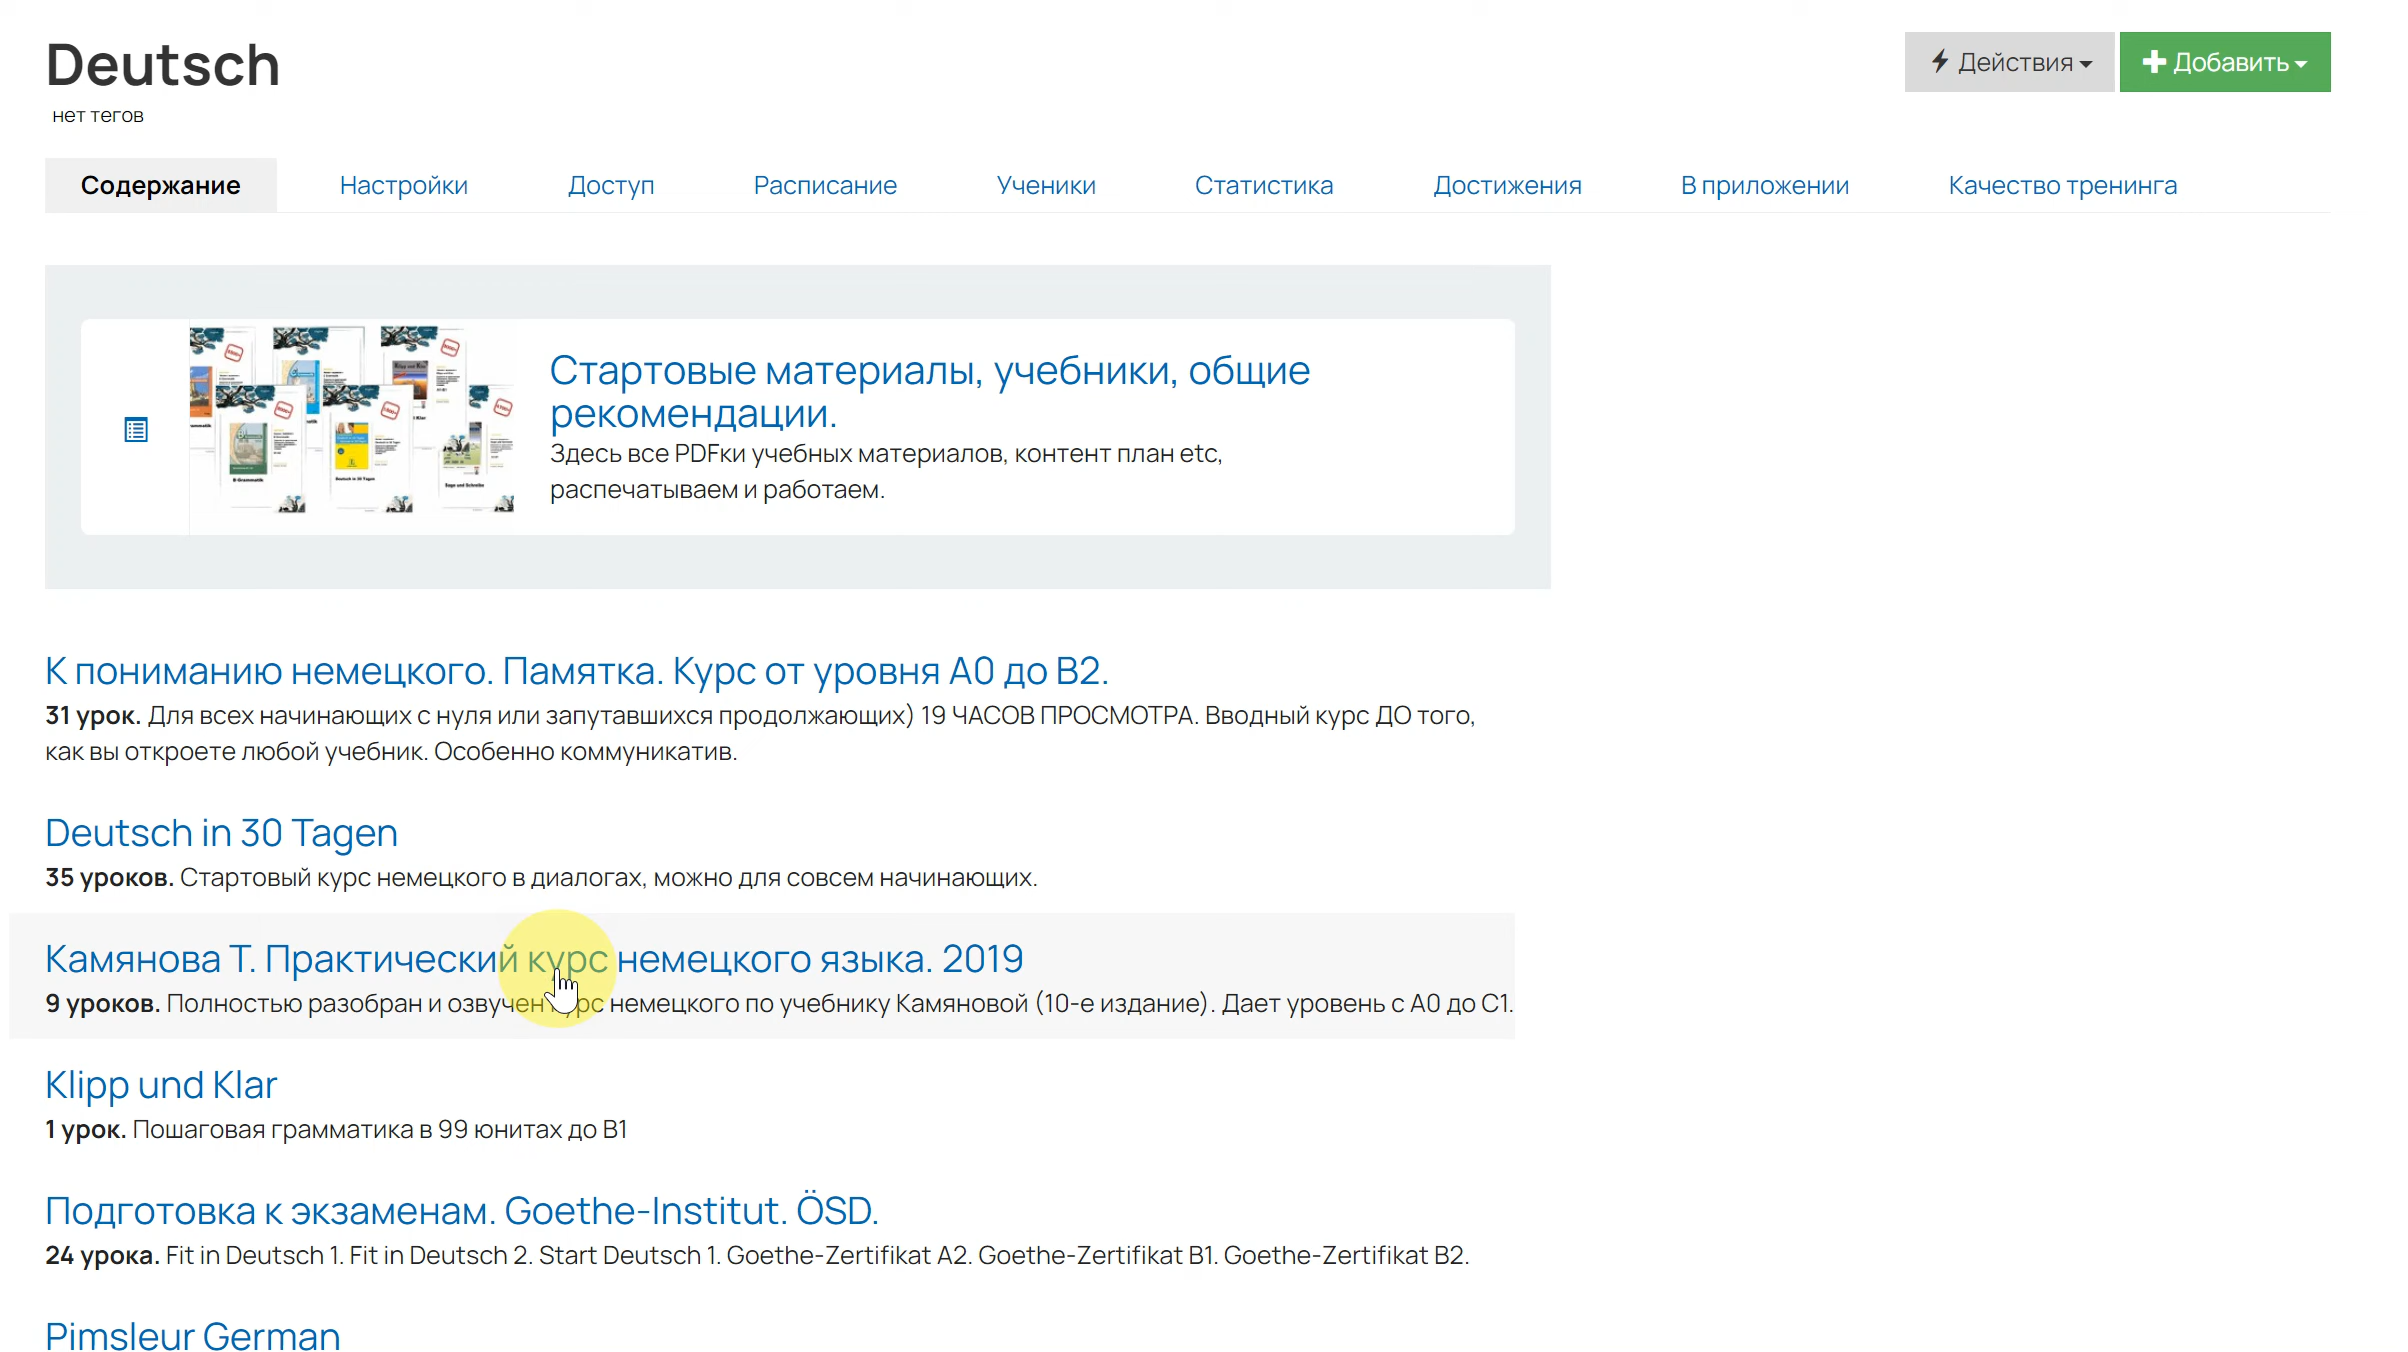 Deutsch
нет тегов
Действия
Добавить
Содержание
Настройки
Доступ
Расписание
Ученики
Статистика
Достижения
В приложении
Качество тренинга
Стартовые материалы, учебники, общие
рекомендации.
Здесь все PDFки учебных материалов, контент план etc,
распечатываем и работаем.
К пониманию немецкого. Памятка. Курс от уровня А0 до В2.
31 урок. Для всех начинающих с нуля или запутавшихся продолжающих) 19 ЧАСОВ ПРОСМОТРА. Вводный курс ДО того,
как вы откроете любой учебник. Особенно коммуникатив.
Deutsch in 30 Tagen
35 уроков. Стартовый курс немецкого в диалогах, можно для совсем начинающих.
Камянова Т. Практический курс немецкого языка. 2019
9 уроков. Полностью разобран и озвучен курс немецкого по учебнику Камяновой (10-е издание). Дает уровень с А0 до С1.
Klipp und Klar
1 урок. Пошаговая грамматика в 99 юнитах до В1
Подготовка к экзаменам. Goethe-Institut. ÖSD.
24 урока. Fit in Deutsch 1. Fit in Deutsch 2. Start Deutsch 1. Goethe-Zertifikat A2. Goethe-Zertifikat B1. Goethe-Zertifikat B2.
Pimsleur German